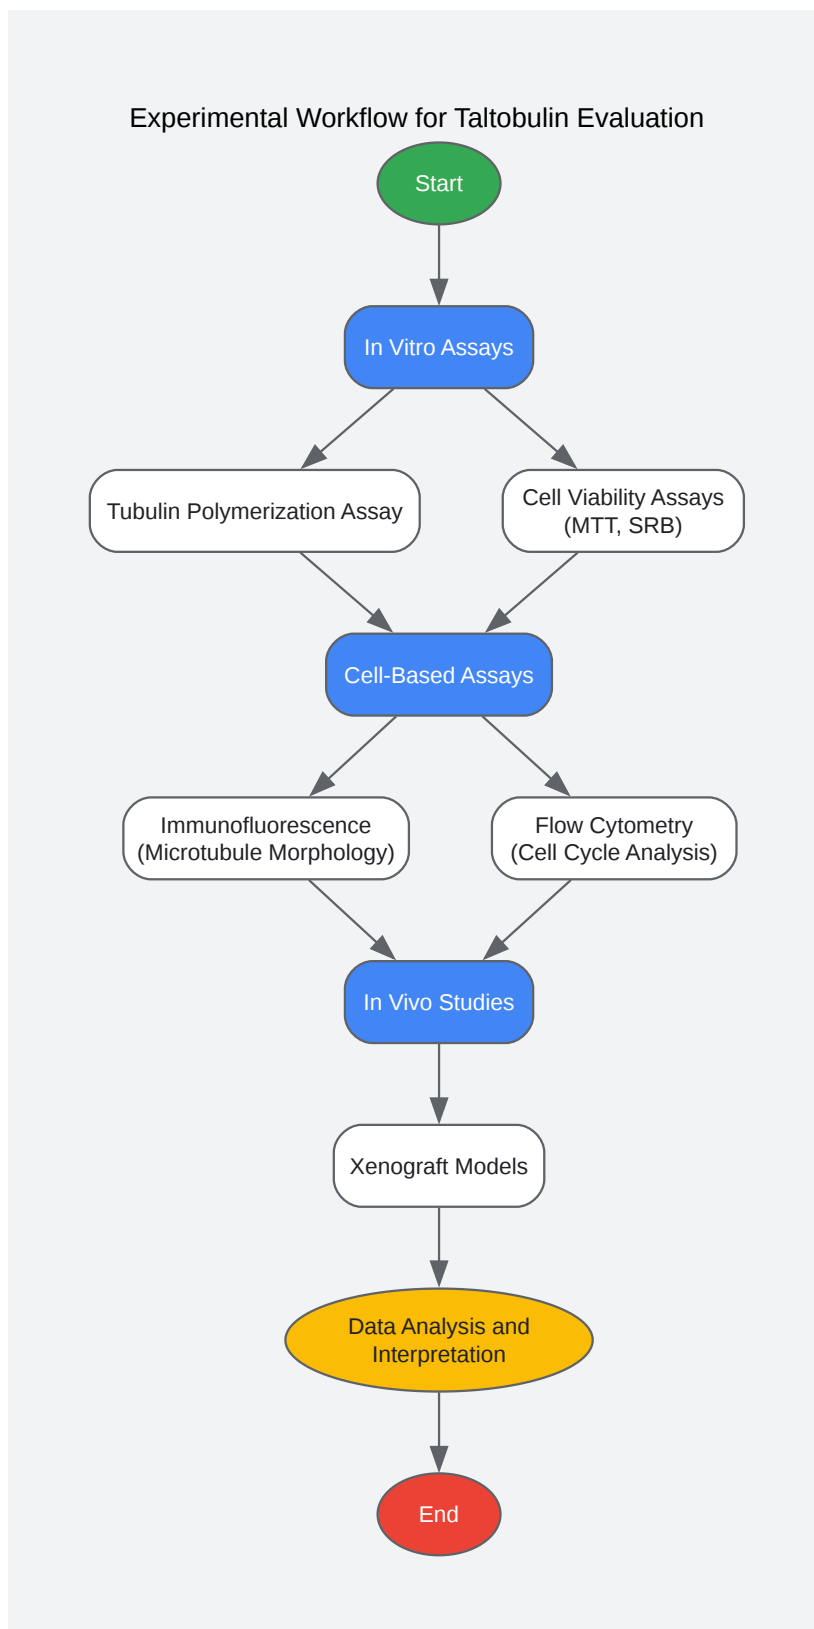 Experimental Workflow for Taltobulin Evaluation
Start
In Vitro Assays
Tubulin Polymerization Assay
Cell Viability Assays
(MTT, SRB)
Cell-Based Assays
Immunofluorescence
(Microtubule Morphology)
Flow Cytometry
(Cell Cycle Analysis)
In Vivo Studies
Xenograft Models
Data Analysis and
Interpretation
End